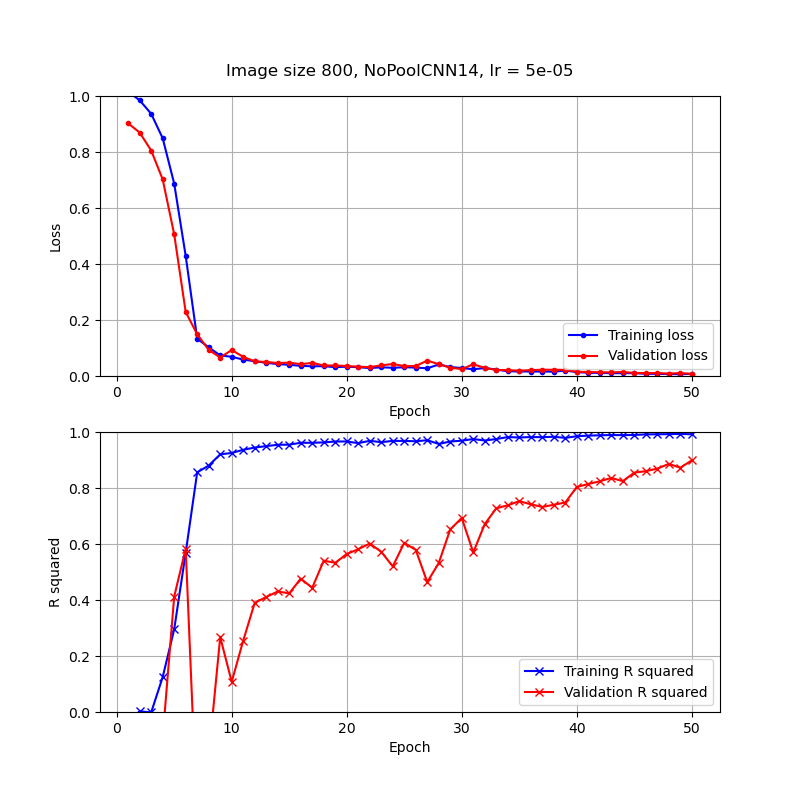 Image size 800, NoPoolCNN14, lr = 5e-05
1.0
0.8
0.6
0.4
0.2
0.0
Loss
0 10 20 30 40 50
Epoch
Training loss
Validation loss
1.0
0.8
0.6
0.4
0.2
0.0
R squared
0 10 20 30 40 50
Epoch
Training R squared
Validation R squared